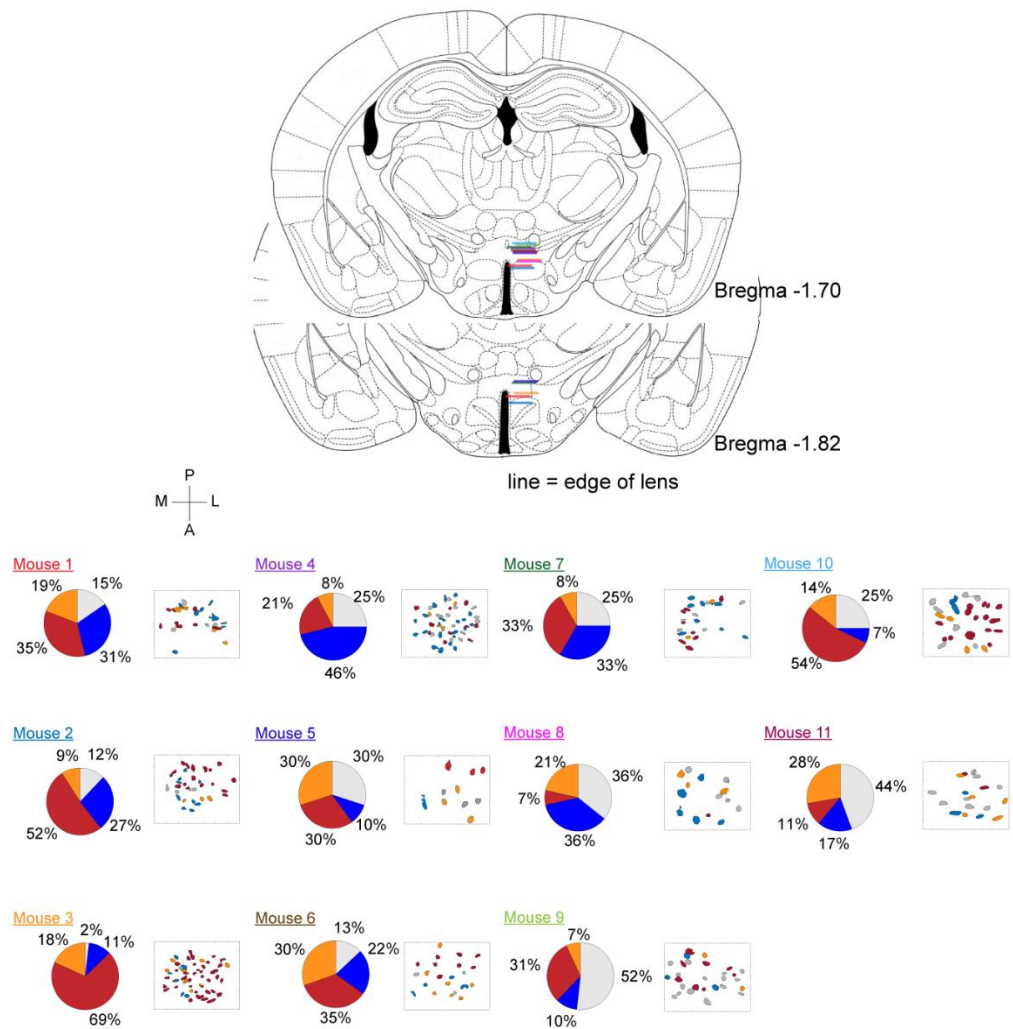 Bregma -1.70
Bregma -1.82
line = edge of lens
P
M L
A
Mouse 1
19%
15%
35%
31%
Mouse 4
8%
25%
21%
46%
Mouse 7
8%
25%
33%
33%
Mouse 10
14%
25%
7%
54%
Mouse 2
9%
12%
52%
27%
Mouse 5
30%
30%
10%
30%
Mouse 8
21%
36%
7%
36%
Mouse 11
28%
44%
11%
17%
Mouse 3
2%
18%
11%
69%
Mouse 6
13%
30%
22%
35%
Mouse 9
7%
31%
52%
10%